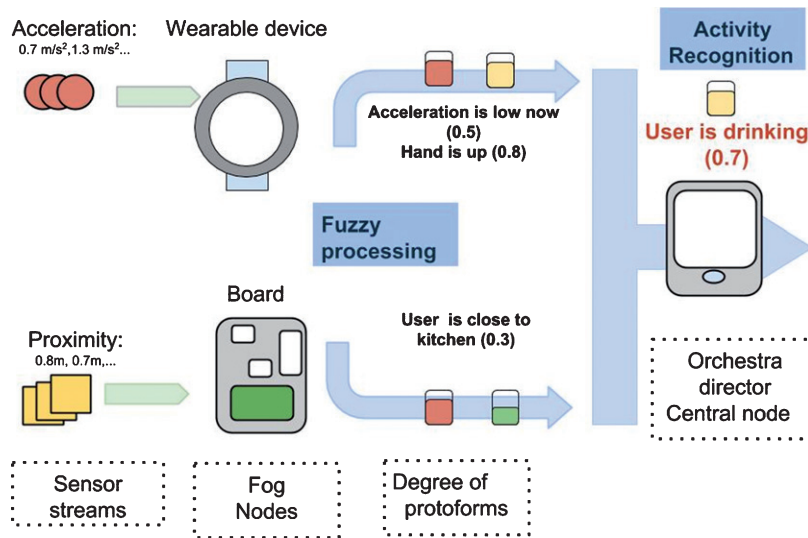 Acceleration:
0.7 m/s²,1.3 m/s²...
Wearable device
Activity
Recognition
Acceleration is low now
(0.5)
Hand is up (0.8)
User is drinking
(0.7)
Fuzzy
processing
Board
Proximity:
0.8m, 0.7m,...
User is close to
kitchen (0.3)
Orchestra
director
Central node
Sensor
streams
Fog
Nodes
Degree of
protoforms